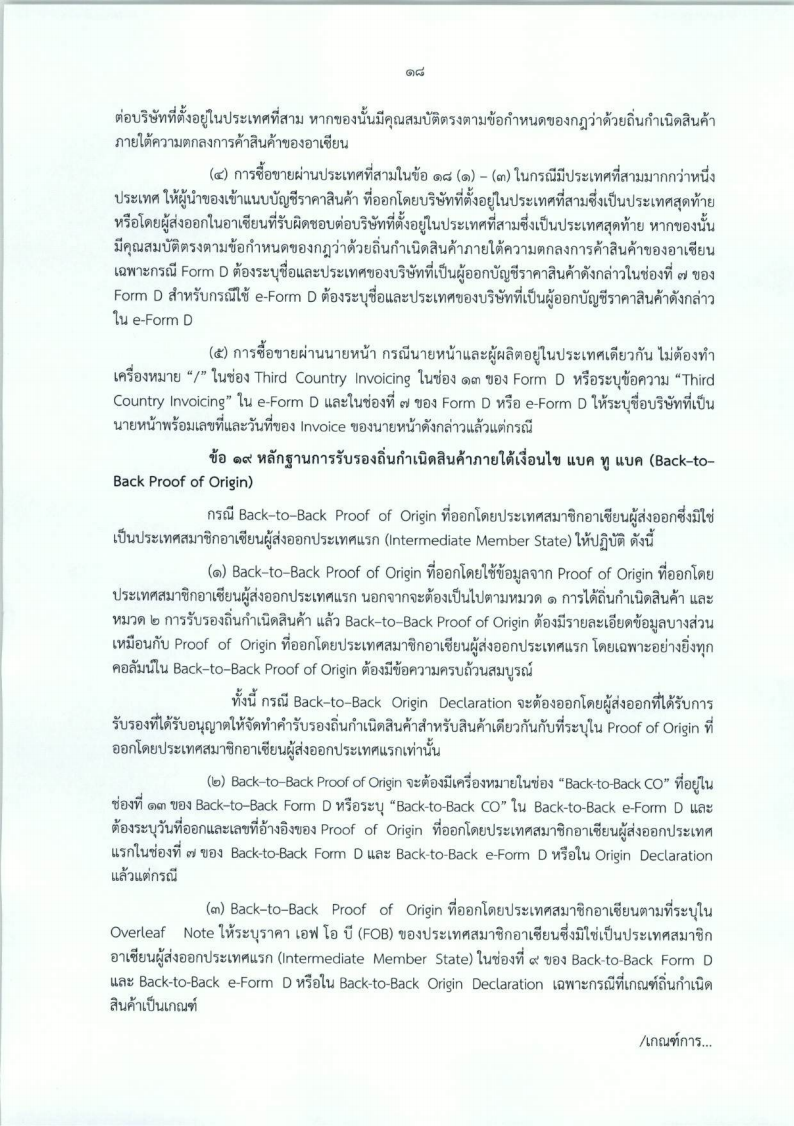 ๑๘
ต่อบริษัทที่ตั้งอยู่ในประเทศที่สาม หากของนั้นมีคุณสมบัติตรงตามข้อกำหนดของกฎว่าด้วยถิ่นกำเนิดสินค้า
ภายใต้ความตกลงการค้าสินค้าของอาเซียน
(๔) การซื้อขายผ่านประเทศที่สามในข้อ ๑๘ (๑) – (๓) ในกรณีมีประเทศที่สามมากกว่าหนึ่ง
ประเทศ ให้ผู้นำของเข้าแนบบัญชีราคาสินค้า ที่ออกโดยบริษัทที่ตั้งอยู่ในประเทศที่สามซึ่งเป็นประเทศสุดท้าย
หรือโดยผู้ส่งออกในอาเซียนที่รับผิดชอบต่อบริษัทที่ตั้งอยู่ในประเทศที่สามซึ่งเป็นประเทศสุดท้าย หากของนั้น
มีคุณสมบัติตรงตามข้อกำหนดของกฎว่าด้วยถิ่นกำเนิดสินค้าภายใต้ความตกลงการค้าสินค้าของอาเซียน
เฉพาะกรณี Form D ต้องระบุชื่อและประเทศของบริษัทที่เป็นผู้ออกบัญชีราคาสินค้าดังกล่าวในช่องที่ ๗ ของ
Form D สำหรับกรณีใช้ e-Form D ต้องระบุชื่อและประเทศของบริษัทที่เป็นผู้ออกบัญชีราคาสินค้าดังกล่าว
ใน e-Form D
(๕) การซื้อขายผ่านนายหน้า กรณีนายหน้าและผู้ผลิตอยู่ในประเทศเดียวกัน ไม่ต้องทำ
เครื่องหมาย “/” ในช่อง Third Country Invoicing ในช่อง ๑๓ ของ Form D หรือระบุข้อความ “Third
Country Invoicing” ใน e-Form D และในช่องที่ ๗ ของ Form D หรือ e-Form D ให้ระบุชื่อบริษัทที่เป็น
นายหน้าพร้อมเลขที่และวันที่ของ Invoice ของนายหน้าดังกล่าวแล้วแต่กรณี
ข้อ ๑๙ หลักฐานการรับรองถิ่นกำเนิดสินค้าภายใต้เงื่อนไข แบค ทู แบค (Back–to–
Back Proof of Origin)
กรณี Back–to–Back Proof of Origin ที่ออกโดยประเทศสมาชิกอาเซียนผู้ส่งออกซึ่งมิใช่
เป็นประเทศสมาชิกอาเซียนผู้ส่งออกประเทศแรก (Intermediate Member State) ให้ปฏิบัติ ดังนี้
(๑) Back–to–Back Proof of Origin ที่ออกโดยใช้ข้อมูลจาก Proof of Origin ที่ออกโดย
ประเทศสมาชิกอาเซียนผู้ส่งออกประเทศแรก นอกจากจะต้องเป็นไปตามหมวด ๑ การได้ถิ่นกำเนิดสินค้า และ
หมวด ๒ การรับรองถิ่นกำเนิดสินค้า แล้ว Back–to–Back Proof of Origin ต้องมีรายละเอียดข้อมูลบางส่วน
เหมือนกับ Proof of Origin ที่ออกโดยประเทศสมาชิกอาเซียนผู้ส่งออกประเทศแรก โดยเฉพาะอย่างยิ่งทุก
คอลัมน์ใน Back–to–Back Proof of Origin ต้องมีข้อความครบถ้วนสมบูรณ์
ทั้งนี้ กรณี Back–to–Back Origin Declaration จะต้องออกโดยผู้ส่งออกที่ได้รับการ
รับรองที่ได้รับอนุญาตให้จัดทำคำรับรองถิ่นกำเนิดสินค้าสำหรับสินค้าเดียวกันกับที่ระบุใน Proof of Origin ที่
ออกโดยประเทศสมาชิกอาเซียนผู้ส่งออกประเทศแรกเท่านั้น
(๒) Back–to–Back Proof of Origin จะต้องมีเครื่องหมายในช่อง “Back-to-Back CO” ที่อยู่ใน
ช่องที่ ๑๓ ของ Back–to–Back Form D หรือระบุ “Back-to-Back CO” ใน Back-to-Back e-Form D และ
ต้องระบุวันที่ออกและเลขที่อ้างอิงของ Proof of Origin ที่ออกโดยประเทศสมาชิกอาเซียนผู้ส่งออกประเทศ
แรกในช่องที่ ๗ ของ Back-to-Back Form D และ Back-to-Back e-Form D หรือใน Origin Declaration
แล้วแต่กรณี
(๓) Back–to–Back Proof of Origin ที่ออกโดยประเทศสมาชิกอาเซียนตามที่ระบุใน
Overleaf Note ให้ระบุราคา เอฟ โอ บี (FOB) ของประเทศสมาชิกอาเซียนซึ่งมิใช่เป็นประเทศสมาชิก
อาเซียนผู้ส่งออกประเทศแรก (Intermediate Member State) ในช่องที่ ๙ ของ Back-to-Back Form D
และ Back-to-Back e-Form D หรือใน Back-to-Back Origin Declaration เฉพาะกรณีที่เกณฑ์ถิ่นกำเนิด
สินค้าเป็นเกณฑ์
/เกณฑ์การ...